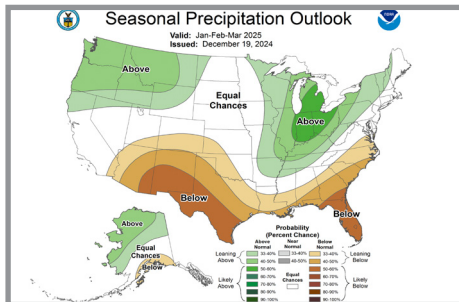 Seasonal Precipitation Outlook
Valid: Jan-Feb-Mar 2025
Issued: December 19, 2024
Above
Equal
Chances
Above
Below
Below
Above
Equal
Chances
Below
Probability
(Percent Chance)
Above
Normal
Near
Normal
Below
Normal
Leaning
Above
33-40%
33-40%
33-40%
Leaning
Below
40-50%
40-50%
40-50%
Likely
Above
50-60%
Equal
Chances
50-60%
Likely
Below
60-70%
60-70%
70-80%
70-80%
80-90%
80-90%
90-100%
90-100%